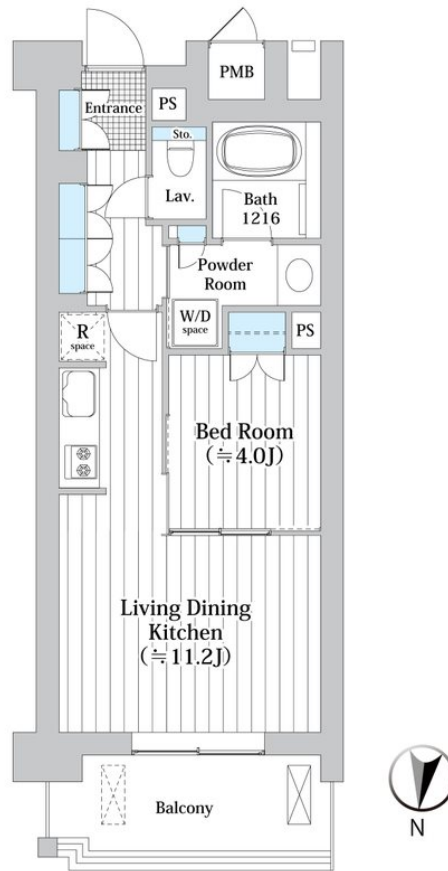 PMB
Entrance
PS
Sto.
Lav.
Bath
1216
Powder
Room
W/D
space
PS
R
space
Bed Room
(≒4.0J)
Living Dining
Kitchen
(≒11.2J)
Balcony
N